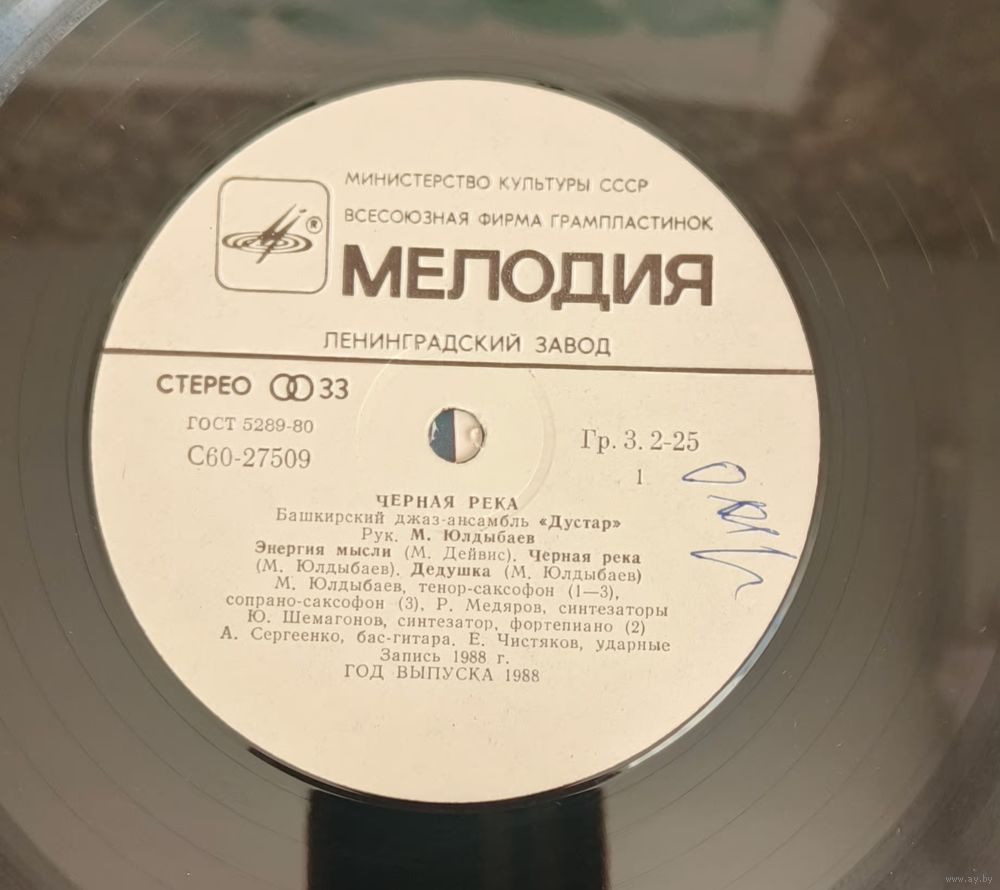 МИНИСТЕРСТВО КУЛЬТУРЫ СССР
ВСЕСОЮЗНАЯ ФИРМА ГРАМПЛАСТИНОК
®
МЕЛОДИЯ
ЛЕНИНГРАДСКИЙ ЗАВОД
СТЕРЕО 33
ГОСТ 5289-80
С60-27509
Гр. 3. 2-25
1
ЧЕРНАЯ РЕКА
Башкирский джаз-ансамбль «Дустар»
Рук. М. Юлдыбаев
Энергия мысли (М. Дейвис). Черная река
(М. Юлдыбаев). Дедушка (М. Юлдыбаев)
М. Юлдыбаев, тенор-саксофон (1—3),
сопрано-саксофон (3), Р. Медяров, синтезаторы
Ю. Шемагонов, синтезатор, фортепиано (2)
А. Сергеенко, бас-гитара. Е. Чистяков, ударные
Запись 1988 г.
ГОД ВЫПУСКА 1988
www.ay.by